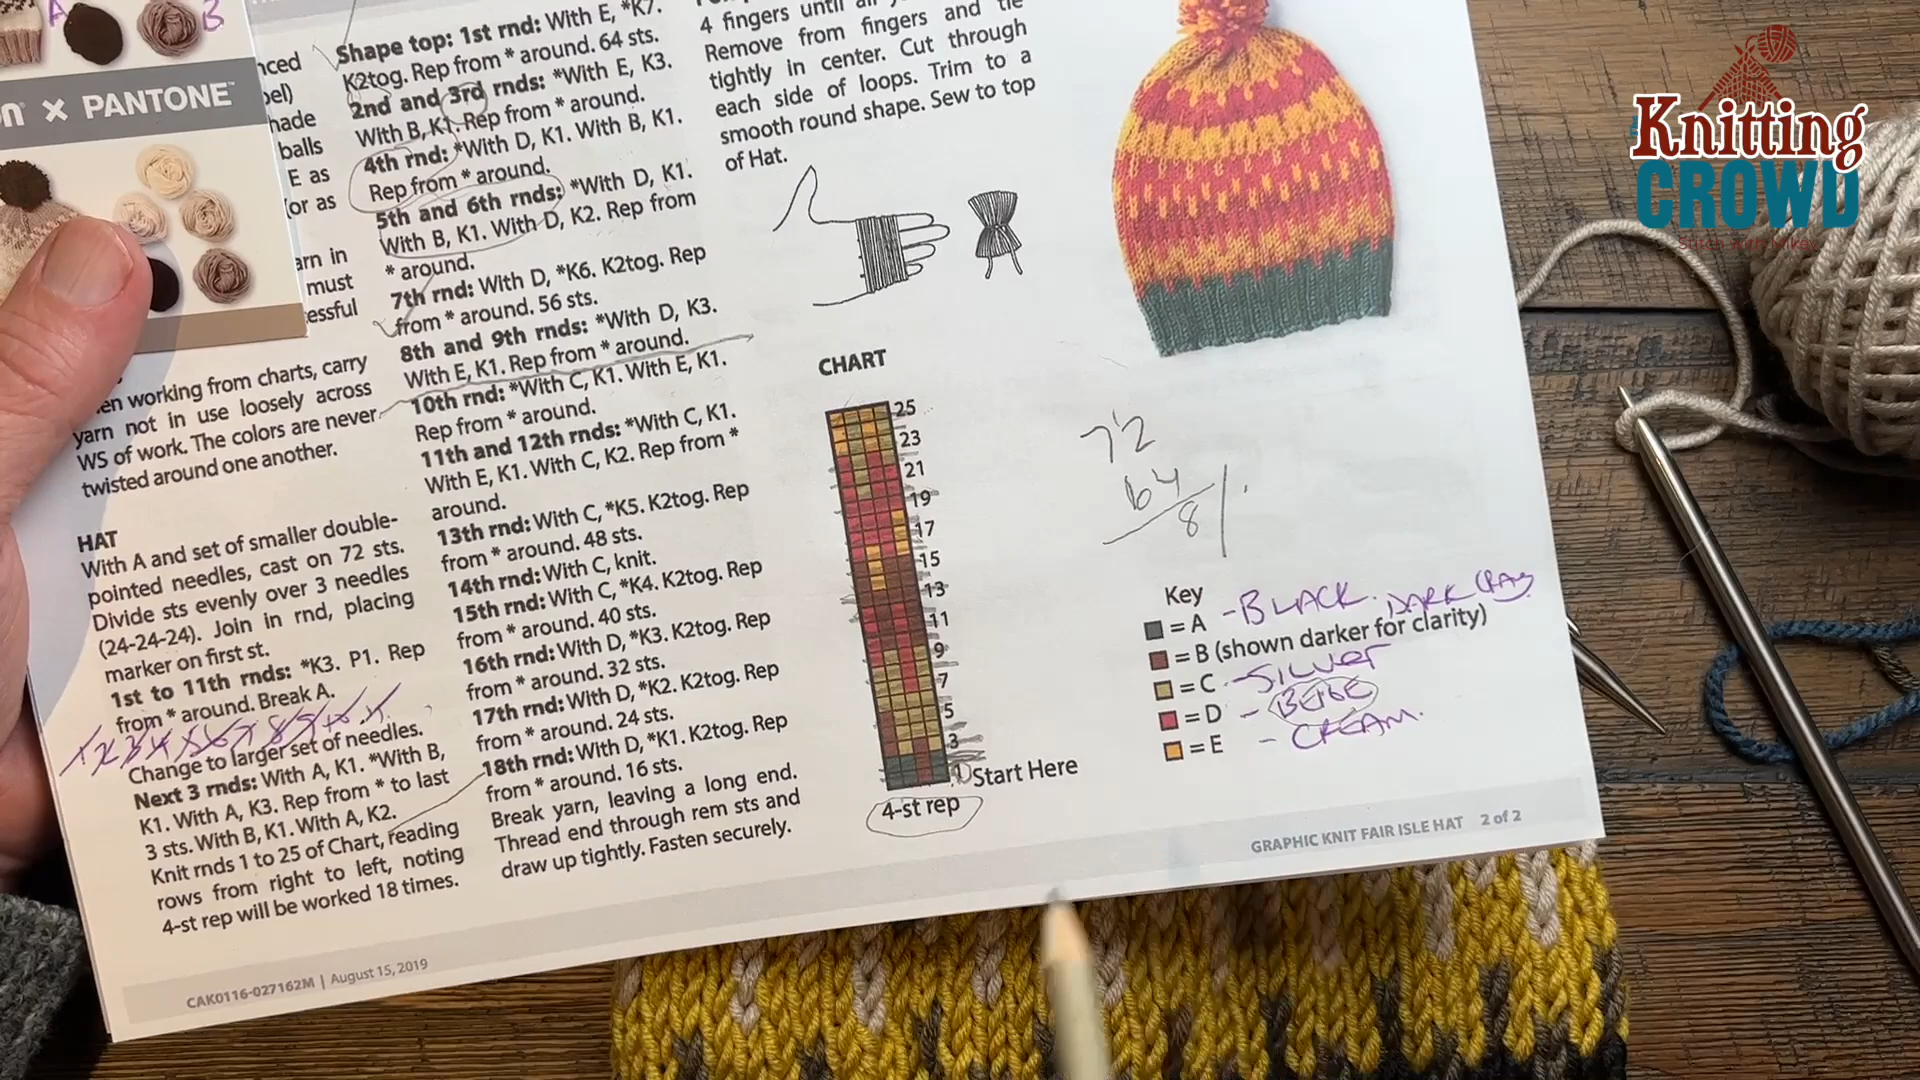 A
B
n × PANTONE™
nced
pel)
made
balls
E as
(or as
arn in
must
essful
en working from charts, carry
yarn not in use loosely across
WS of work. The colors are never
twisted around one another.
HAT
With A and set of smaller double-
pointed needles, cast on 72 sts.
Divide sts evenly over 3 needles
(24-24-24). Join in rnd, placing
marker on first st.
1st to 11th rnds: *K3. P1. Rep
from * around. Break A.
Change to larger set of needles.
Next 3 rnds: With A, K1. *With B,
K1. With A, K3. Rep from * to last
3 sts. With B, K1. With A, K2.
Knit rnds 1 to 25 of Chart, reading
rows from right to left, noting
4-st rep will be worked 18 times.
Shape top: 1st rnd: With E, *K7.
K2tog. Rep from * around. 64 sts.
2nd and 3rd rnds: *With E, K3.
With B, K1. Rep from * around.
4th rnd: *With D, K1. With B, K1.
Rep from * around.
5th and 6th rnds: *With D, K1.
With B, K1. With D, K2. Rep from
* around.
7th rnd: With D, *K6. K2tog. Rep
from * around. 56 sts.
8th and 9th rnds: *With D, K3.
With E, K1. Rep from * around.
10th rnd: *With C, K1. With E, K1.
Rep from * around.
11th and 12th rnds: *With C, K1.
With E, K1. With C, K2. Rep from *
around.
13th rnd: With C, *K5. K2tog. Rep
from * around. 48 sts.
14th rnd: With C, knit.
15th rnd: With C, *K4. K2tog. Rep
from * around. 40 sts.
16th rnd: With D, *K3. K2tog. Rep
from * around. 32 sts.
17th rnd: With D, *K2. K2tog. Rep
from * around. 24 sts.
18th rnd: With D, *K1. K2tog. Rep
from * around. 16 sts.
Break yarn, leaving a long end.
Thread end through rem sts and
draw up tightly. Fasten securely.
4 fingers until all
Remove from fingers and tie
tightly in center. Cut through
each side of loops. Trim to a
smooth round shape. Sew to top
of Hat.
CHART
25
23
21
19
17
15
13
11
9
7
5
3
1 Start Here
4-st rep
72
64
8
Key
= A - BLACK. DARK GRAY
= B (shown darker for clarity)
= C - SILVER
= D - BEIGE
= E - CREAM.
GRAPHIC KNIT FAIR ISLE HAT 2 of 2
CAK0116-027162M | August 15, 2019
Knitting
CROWD
Stitch with Mikey